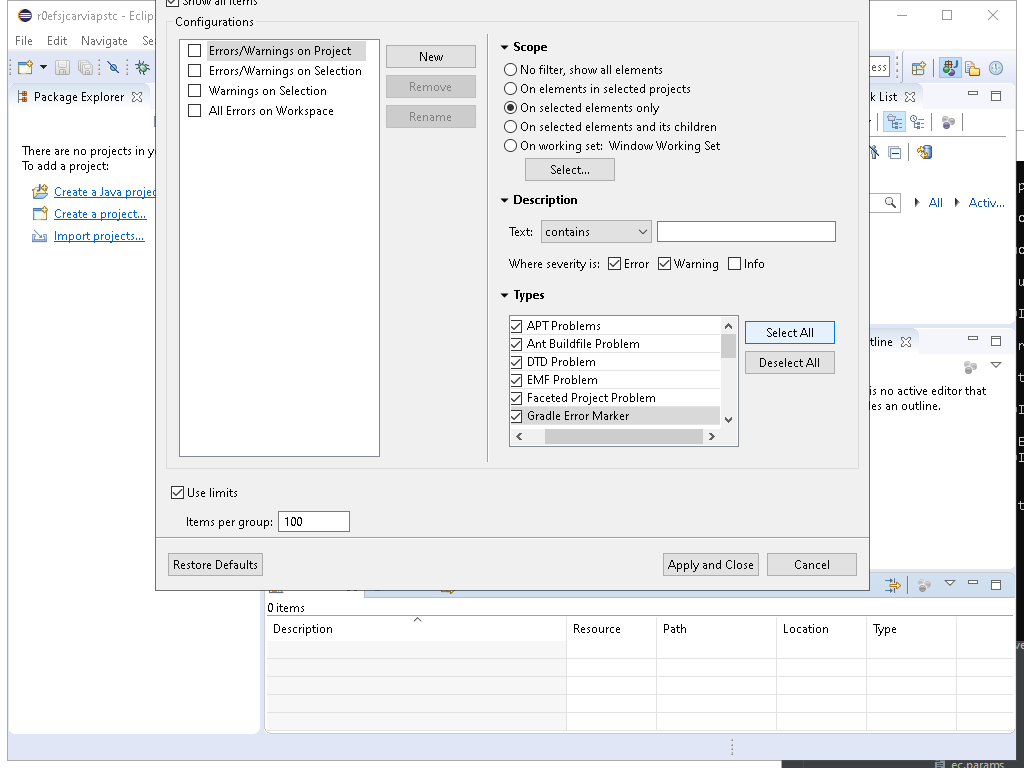 r0efsjcarviapstc - Eclip
Show all items
File Edit Navigate Se
Configurations
Errors/Warnings on Project
Errors/Warnings on Selection
Warnings on Selection
All Errors on Workspace
New
Remove
Rename
Scope
No filter, show all elements
On elements in selected projects
On selected elements only
On selected elements and its children
On working set: Window Working Set
Select...
Description
Text: contains
Where severity is: Error Warning Info
Types
APT Problems
Ant Buildfile Problem
DTD Problem
EMF Problem
Faceted Project Problem
Gradle Error Marker
Select All
Deselect All
Use limits
Items per group: 100
Restore Defaults
Apply and Close
Cancel
Package Explorer
There are no projects in y
To add a project:
Create a Java projec
Create a project...
Import projects...
ess
k List
All Activ...
tline
is no active editor that
les an outline.
0 items
Description Resource Path Location Type
ec.params